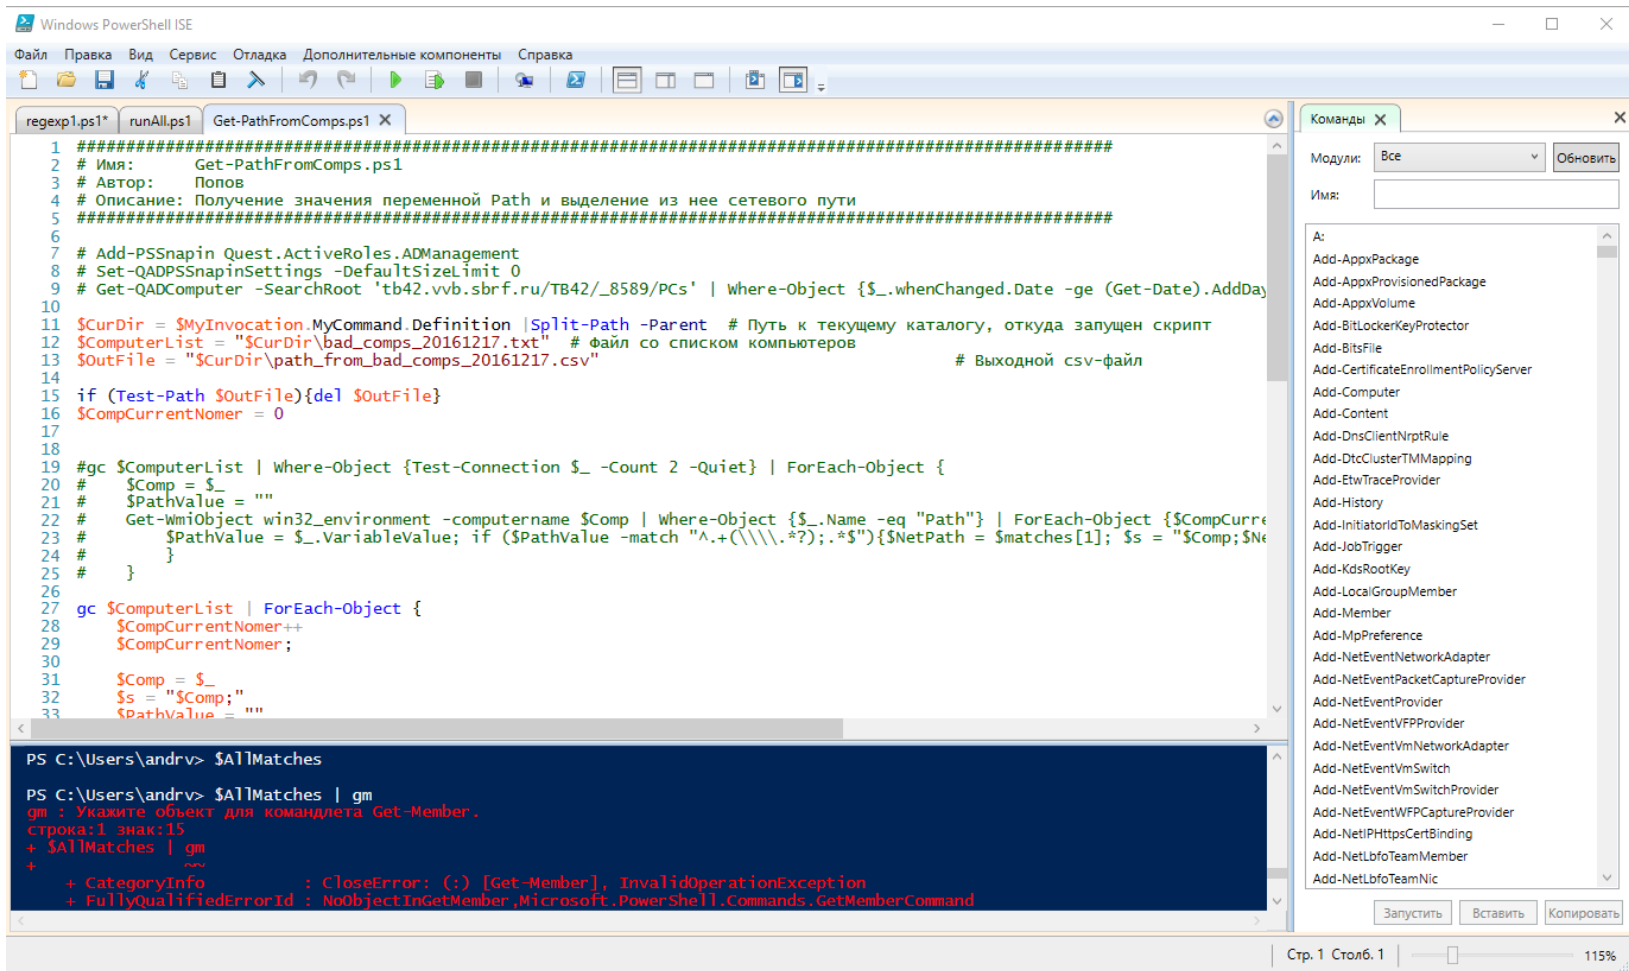 Windows PowerShell ISE
Файл Правка Вид Сервис Отладка Дополнительные компоненты Справка
regexp1.ps1* runAll.ps1 Get-PathFromComps.ps1
1 #########################################################################################################
2 # Имя: Get-PathFromComps.ps1
3 # Автор: Попов
4 # Описание: Получение значения переменной Path и выделение из нее сетевого пути
5 #########################################################################################################
6
7 # Add-PSSnapin Quest.ActiveRoles.ADManagement
8 # Set-QADPSSnapinSettings -DefaultSizeLimit 0
9 # Get-QADComputer -SearchRoot 'tb42.vvb.sbrf.ru/TB42/_8589/PCs' | Where-Object {$_.whenChanged.Date -ge (Get-Date).AddDay
10
11 $CurDir = $MyInvocation.MyCommand.Definition |Split-Path -Parent # Путь к текущему каталогу, откуда запущен скрипт
12 $ComputerList = "$CurDir\bad_comps_20161217.txt" # Файл со списком компьютеров
13 $OutFile = "$CurDir\path_from_bad_comps_20161217.csv" # Выходной csv-файл
14
15 if (Test-Path $OutFile){del $OutFile}
16 $CompCurrentNomer = 0
17
18
19 #gc $ComputerList | Where-Object {Test-Connection $_ -Count 2 -Quiet} | ForEach-Object {
20 # $Comp = $_
21 # $PathValue = ""
22 # Get-WmiObject win32_environment -computername $Comp | Where-Object {$_.Name -eq "Path"} | ForEach-Object {$CompCurre
23 # $PathValue = $_.VariableValue; if ($PathValue -match "^.+(\\\\.*?);.*$"){$NetPath = $matches[1]; $s = "$Comp;$Ne
24 # }
25 # }
26
27 gc $ComputerList | ForEach-Object {
28 $CompCurrentNomer++
29 $CompCurrentNomer;
30
31 $Comp = $_
32 $s = "$Comp;"
33 $PathValue = ""
PS C:\Users\andrv> $AllMatches
PS C:\Users\andrv> $AllMatches | gm
gm : Укажите объект для командлета Get-Member.
строка:1 знак:15
+ $AllMatches | gm
+ ~~
+ CategoryInfo : CloseError: (:) [Get-Member], InvalidOperationException
+ FullyQualifiedErrorId : NoObjectInGetMember,Microsoft.PowerShell.Commands.GetMemberCommand
Команды
Модули: Все Обновить
Имя:
A:
Add-AppxPackage
Add-AppxProvisionedPackage
Add-AppxVolume
Add-BitLockerKeyProtector
Add-BitsFile
Add-CertificateEnrollmentPolicyServer
Add-Computer
Add-Content
Add-DnsClientNrptRule
Add-DtcClusterTMMapping
Add-EtwTraceProvider
Add-History
Add-InitiatorIdToMaskingSet
Add-JobTrigger
Add-KdsRootKey
Add-LocalGroupMember
Add-Member
Add-MpPreference
Add-NetEventNetworkAdapter
Add-NetEventPacketCaptureProvider
Add-NetEventProvider
Add-NetEventVFPProvider
Add-NetEventVmNetworkAdapter
Add-NetEventVmSwitch
Add-NetEventVmSwitchProvider
Add-NetEventWFPCaptureProvider
Add-NetIPHttpsCertBinding
Add-NetLbfoTeamMember
Add-NetLbfoTeamNic
Запустить Вставить Копировать
Стр. 1 Столб. 1 115%